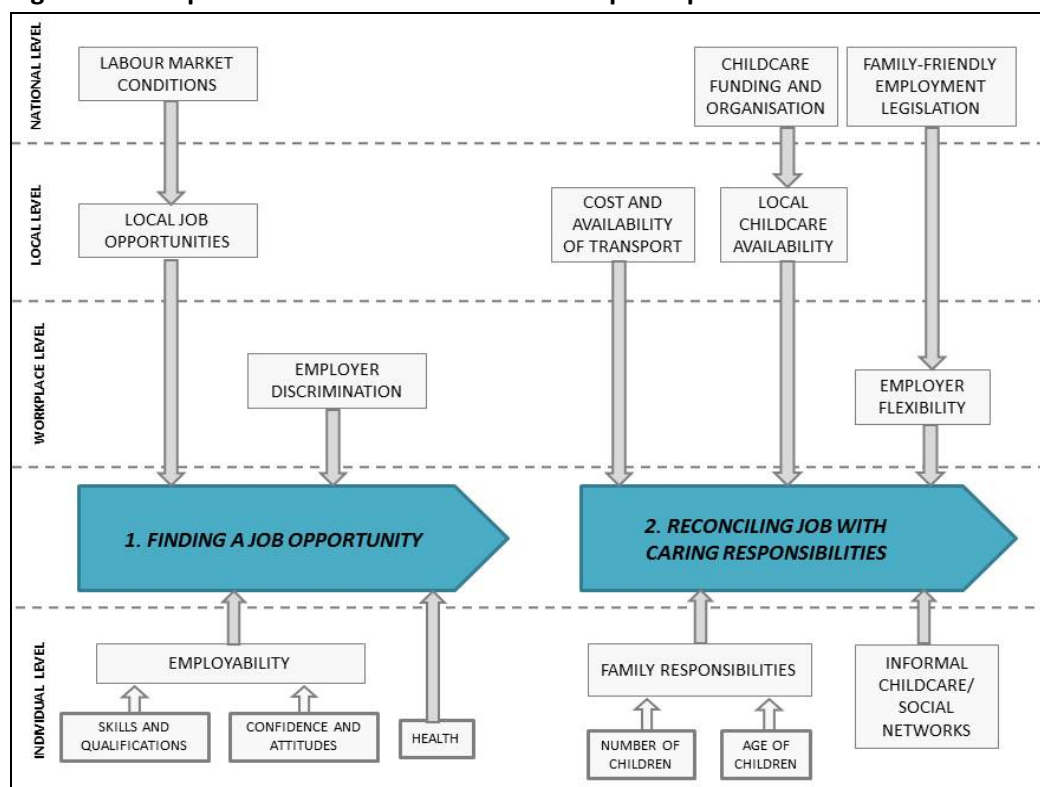 NATIONAL LEVEL
LABOUR MARKET
CONDITIONS
CHILDCARE
FUNDING AND
ORGANISATION
FAMILY-FRIENDLY
EMPLOYMENT
LEGISLATION
LOCAL LEVEL
LOCAL JOB
OPPORTUNITIES
COST AND
AVAILABILITY
OF TRANSPORT
LOCAL
CHILDCARE
AVAILABILITY
WORKPLACE LEVEL
EMPLOYER
DISCRIMINATION
EMPLOYER
FLEXIBILITY
1. FINDING A JOB OPPORTUNITY
2. RECONCILING JOB WITH
CARING RESPONSIBILITIES
INDIVIDUAL LEVEL
EMPLOYABILITY
SKILLS AND
QUALIFICATIONS
CONFIDENCE AND
ATTITUDES
HEALTH
FAMILY RESPONSIBILITIES
NUMBER OF
CHILDREN
AGE OF
CHILDREN
INFORMAL
CHILDCARE/
SOCIAL
NETWORKS